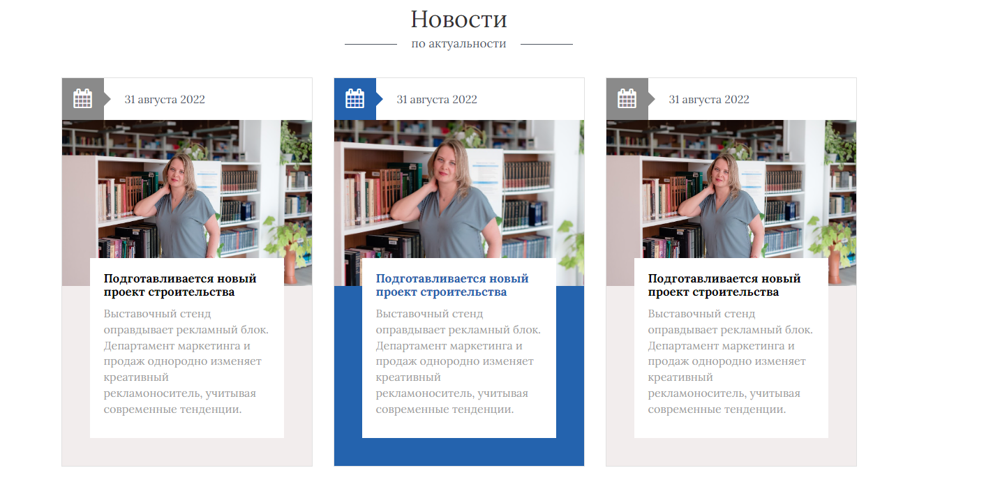 Новости
по актуальности
31 августа 2022
Подготавливается новый
проект строительства
Выставочный стенд
оправдывает рекламный блок.
Департамент маркетинга и
продаж однородно изменяет
креативный
рекламоноситель, учитывая
современные тенденции.
31 августа 2022
Подготавливается новый
проект строительства
Выставочный стенд
оправдывает рекламный блок.
Департамент маркетинга и
продаж однородно изменяет
креативный
рекламоноситель, учитывая
современные тенденции.
31 августа 2022
Подготавливается новый
проект строительства
Выставочный стенд
оправдывает рекламный блок.
Департамент маркетинга и
продаж однородно изменяет
креативный
рекламоноситель, учитывая
современные тенденции.